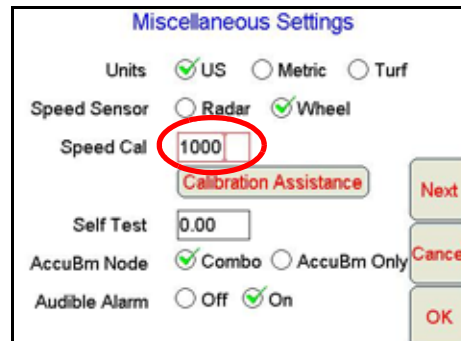 Miscellaneous Settings
Units US Metric Turf
Speed Sensor Radar Wheel
Speed Cal 1000
Calibration Assistance
Next
Self Test 0.00
AccuBm Node Combo AccuBm Only
Cance
Audible Alarm Off On
OK